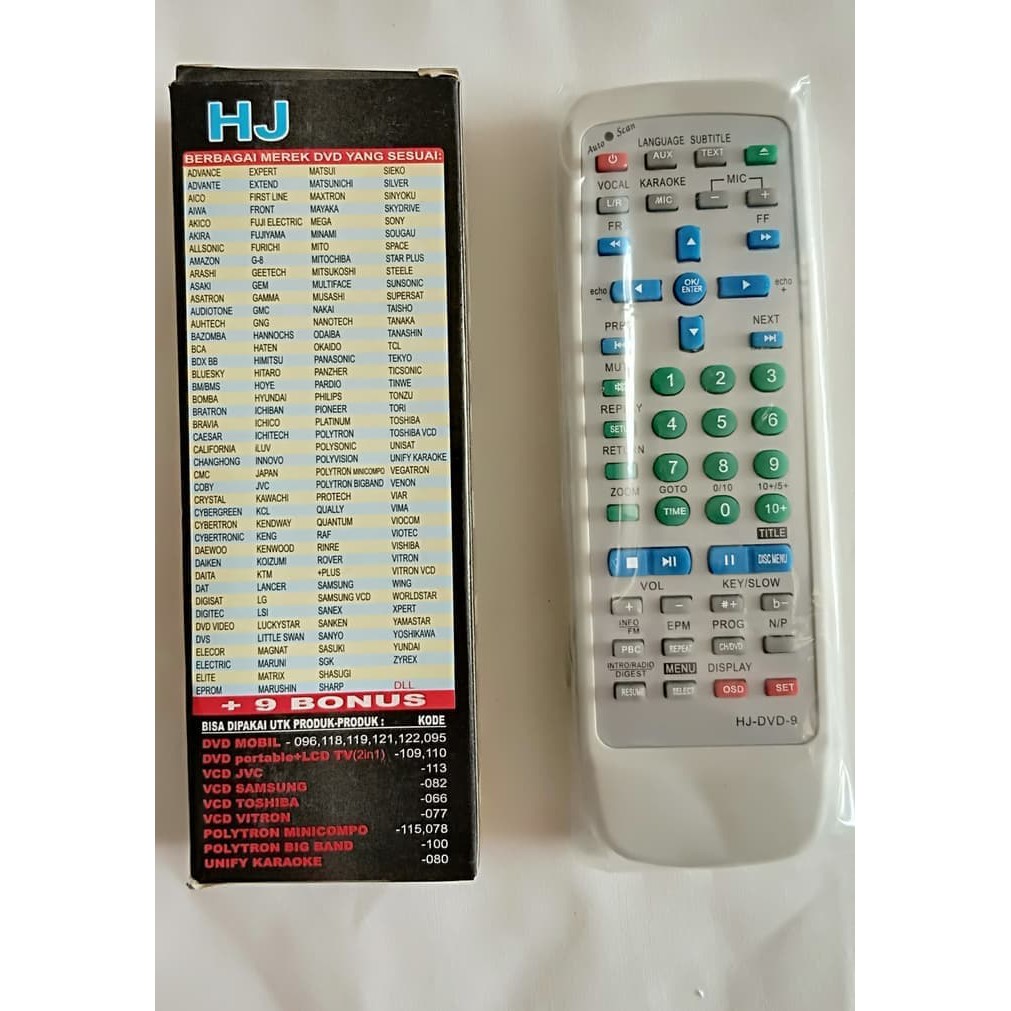 HJ
BERBAGAI MEREK DVD YANG SESUAI:
ADVANCE EXPERT MATSUI SIEKO
ADVANTE EXTEND MATSUNICHI SILVER
AICO FIRST LINE MAXTRON SINYOKU
AIWA FRONT MAYAKA SKYDRIVE
AKICO FUJI ELECTRIC MEGA SONY
AKIRA FUJIYAMA MINAMI SOUGAU
ALLSONIC FURICHI MITO SPACE
AMAZON G-8 MITOCHIBA STAR PLUS
ARASHI GEETECH MITSUKOSHI STEELE
ASAKI GEM MULTIFACE SUNSONIC
ASATRON GAMMA MUSASHI SUPERSAT
AUDIOTONE GMC NAKAI TAISHO
AUHTECH GNG NANOTECH TANAKA
BAZOMBA HANNOCHS ODAIBA TANASHIN
BCA HATEN OKAIDO TCL
BDX BB HIMITSU PANASONIC TEKYO
BLUESKY HITARO PANZHER TICSONIC
BM/BMS HOYE PARDIO TINWE
BOMBA HYUNDAI PHILIPS TONZU
BRATRON ICHIBAN PIONEER TORI
BRAVIA ICHICO PLATINUM TOSHIBA
CAESAR ICHITECH POLYTRON TOSHIBA VCD
CALIFORNIA iLUV POLYSONIC UNISAT
CHANGHONG INNOVO POLYVISION UNIFY KARAOKE
CMC JAPAN POLYTRON MINICOMPO VEGATRON
COBY JVC POLYTRON BIGBAND VENON
CRYSTAL KAWACHI PROTECH VIAR
CYBERGREEN KCL QUALLY VIMA
CYBERTRON KENDWAY QUANTUM VIOCOM
CYBERTRONIC KENG RAF VIOTEC
DAEWOO KENWOOD RINRE VISHIBA
DAIKEN KOIZUMI ROVER VITRON
DAITA KTM +PLUS VITRON VCD
DAT LANCER SAMSUNG WING
DIGISAT LG SAMSUNG VCD WORLDSTAR
DIGITEC LSI SANEX XPERT
DVD VIDEO LUCKYSTAR SANKEN YAMASTAR
DVS LITTLE SWAN SANYO YOSHIKAWA
ELECOR MAGNAT SASUKI YUNDAI
ELECTRIC MARUNI SGK ZYREX
ELITE MATRIX SHASUGI
EPROM MARUSHIN SHARP DLL
+ 9 BONUS
BISA DIPAKAI UTK PRODUK-PRODUK : KODE
DVD MOBIL - 096,118,119,121,122,095
DVD portable+LCD TV(2in1) -109,110
VCD JVC -113
VCD SAMSUNG -082
VCD TOSHIBA -066
VCD VITRON -077
POLYTRON MINICOMPO -115,078
POLYTRON BIG BAND -100
UNIFY KARAOKE -080
Auto Scan
LANGUAGE SUBTITLE
AUX TEXT
VOCAL KARAOKE MIC
L/R MIC - +
FR FF
echo - OK/ENTER echo +
NEXT
1 2 3
4 5 6
RETURN
7 8 9
ZOOM GOTO 0/10 10+/5+
TIME 0 10+
TITLE
DISC MENU
VOL KEY/SLOW
+ - #+ b-
INFO/FM EPM PROG N/P
PBC REPEAT CH/DVD
INTRO/RADIO/DIGEST MENU DISPLAY
RESUME SELECT OSD SET
HJ-DVD-9